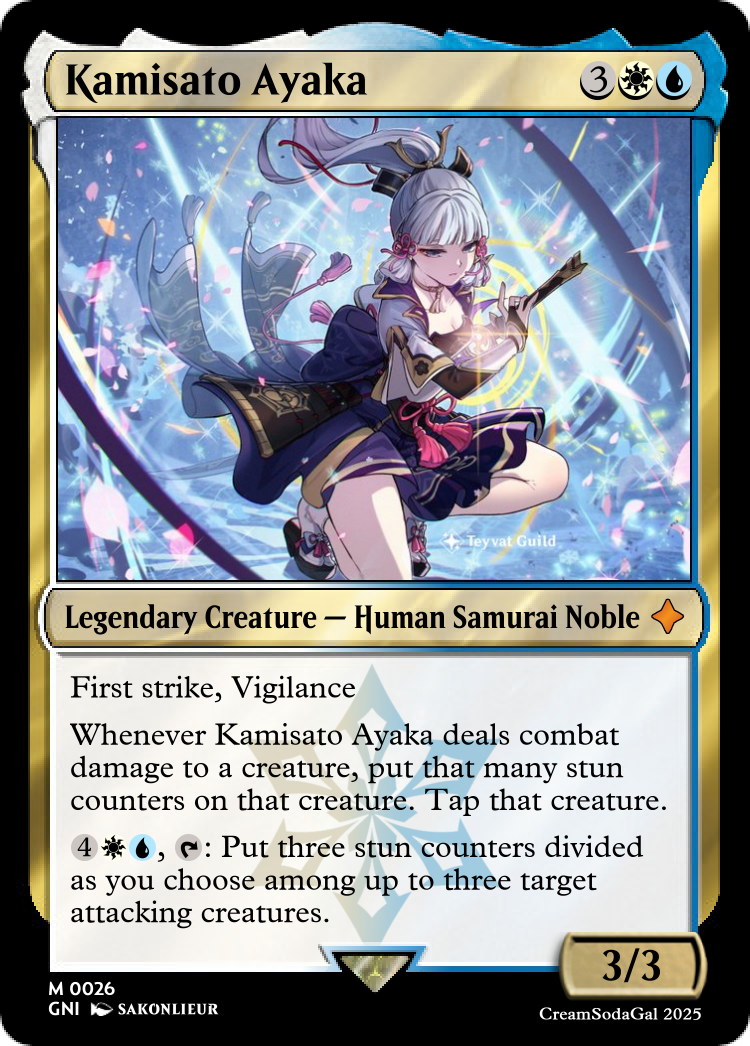 Kamisato Ayaka 3
Teyvat Guild
Legendary Creature — Human Samurai Noble
First strike, Vigilance
Whenever Kamisato Ayaka deals combat
damage to a creature, put that many stun
counters on that creature. Tap that creature.
4 , : Put three stun counters divided
as you choose among up to three target
attacking creatures.
3/3
M 0026
GNI SAKONLIEUR
CreamSodaGal 2025